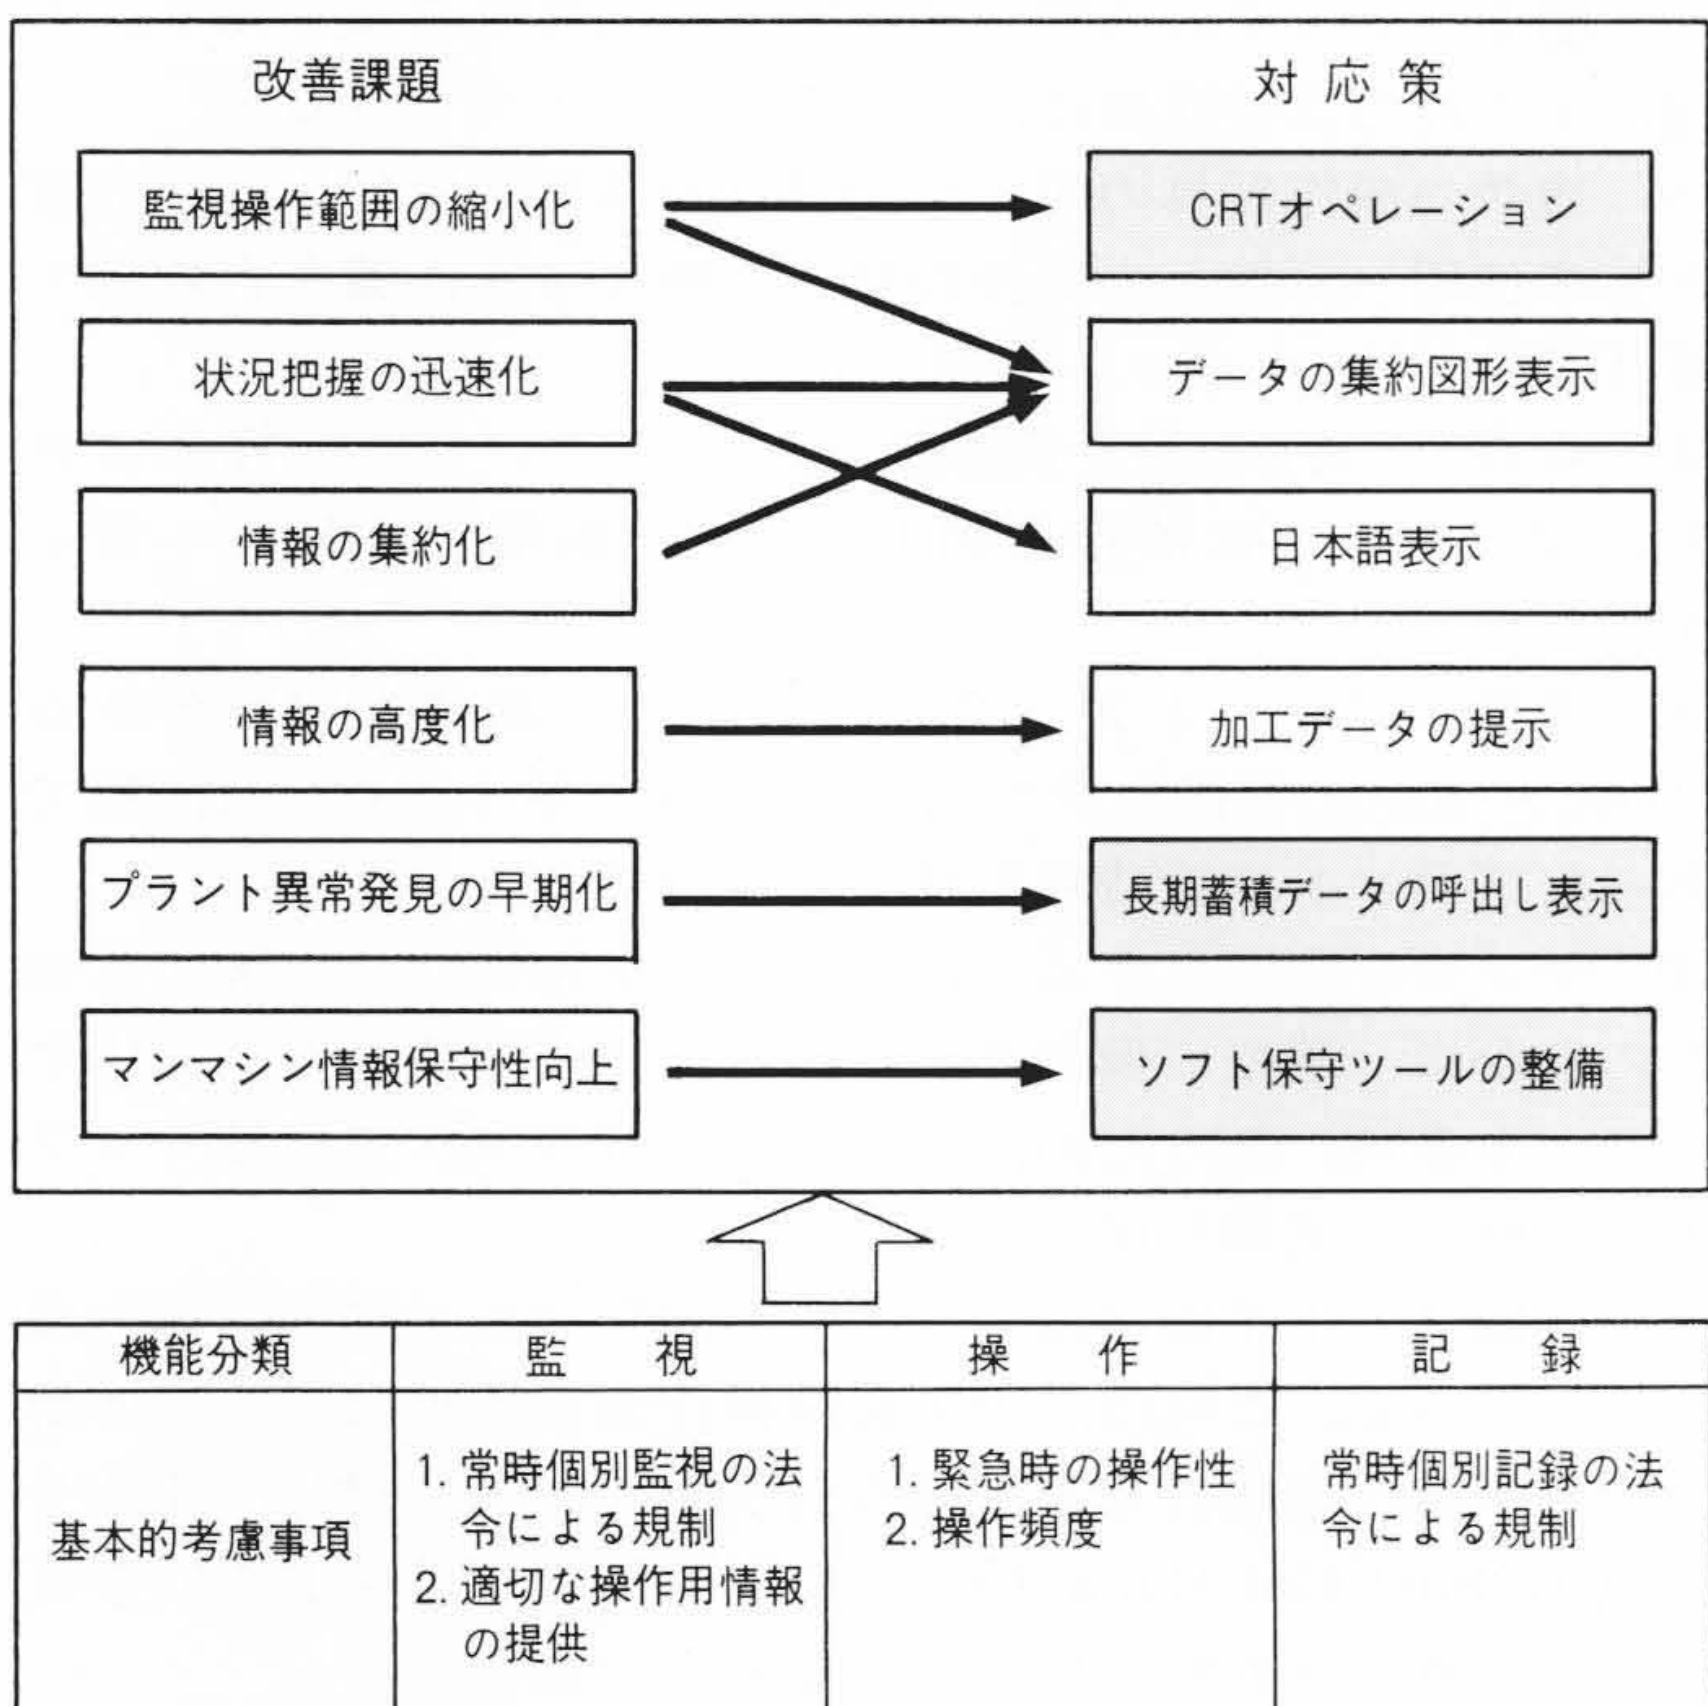 改善課題
対応策
監視操作範囲の縮小化
CRTオペレーション
状況把握の迅速化
データの集約図形表示
情報の集約化
日本語表示
情報の高度化
加工データの提示
プラント異常発見の早期化
長期蓄積データの呼出し表示
マンマシン情報保守性向上
ソフト保守ツールの整備
機能分類
監視
操作
記録
基本的考慮事項
1. 常時個別監視の法
令による規制
2. 適切な操作用情報
の提供
1. 緊急時の操作性
2. 操作頻度
常時個別記録の法
令による規制